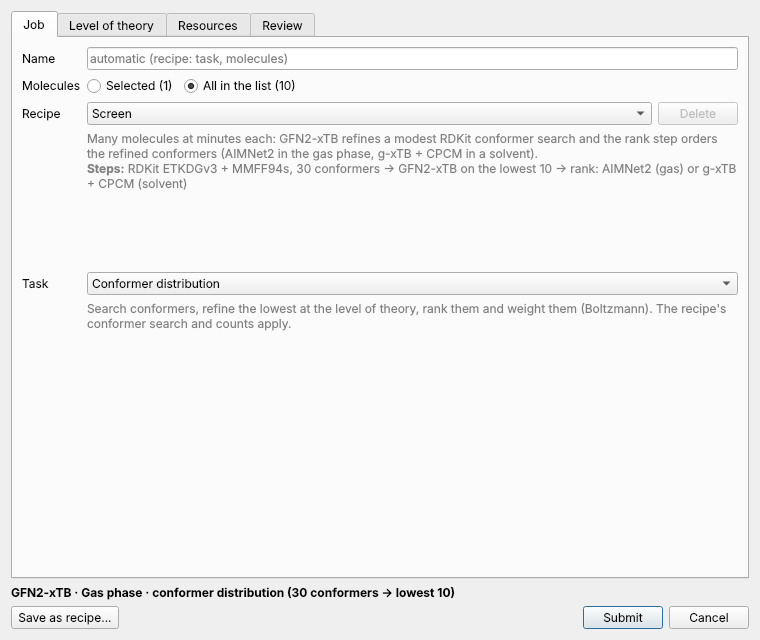 Job
Level of theory
Resources
Review
Name
automatic (recipe: task, molecules)
Molecules
Selected (1)
All in the list (10)
Recipe
Screen
Delete
Many molecules at minutes each: GFN2-xTB refines a modest RDKit conformer search and the rank step orders
the refined conformers (AIMNet2 in the gas phase, g-xTB + CPCM in a solvent).
Steps: RDKit ETKDGv3 + MMFF94s, 30 conformers → GFN2-xTB on the lowest 10 → rank: AIMNet2 (gas) or g-xTB
+ CPCM (solvent)
Task
Conformer distribution
Search conformers, refine the lowest at the level of theory, rank them and weight them (Boltzmann). The recipe's
conformer search and counts apply.
GFN2-xTB · Gas phase · conformer distribution (30 conformers → lowest 10)
Save as recipe...
Submit
Cancel